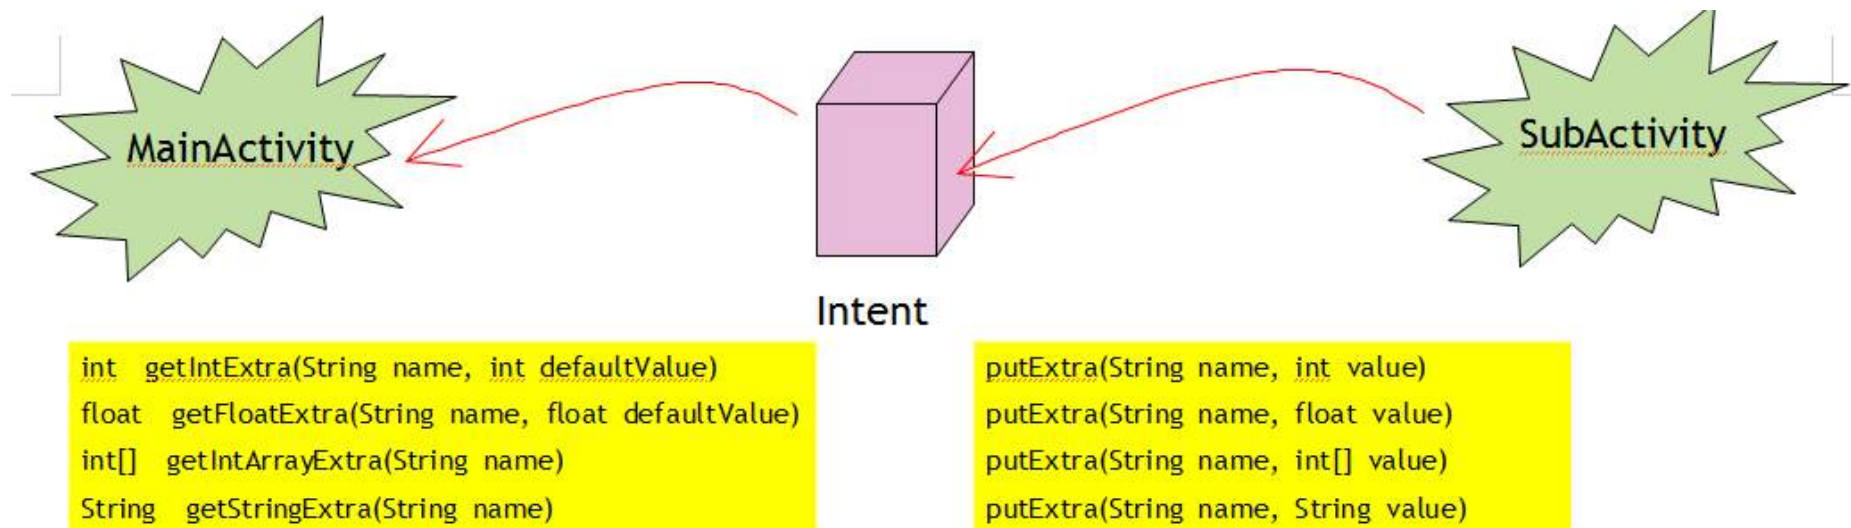 MainActivity
SubActivity
Intent
int getIntExtra(String name, int defaultValue)
float getFloatExtra(String name, float defaultValue)
int[] getIntArrayExtra(String name)
String getStringExtra(String name)
putExtra(String name, int value)
putExtra(String name, float value)
putExtra(String name, int[] value)
putExtra(String name, String value)